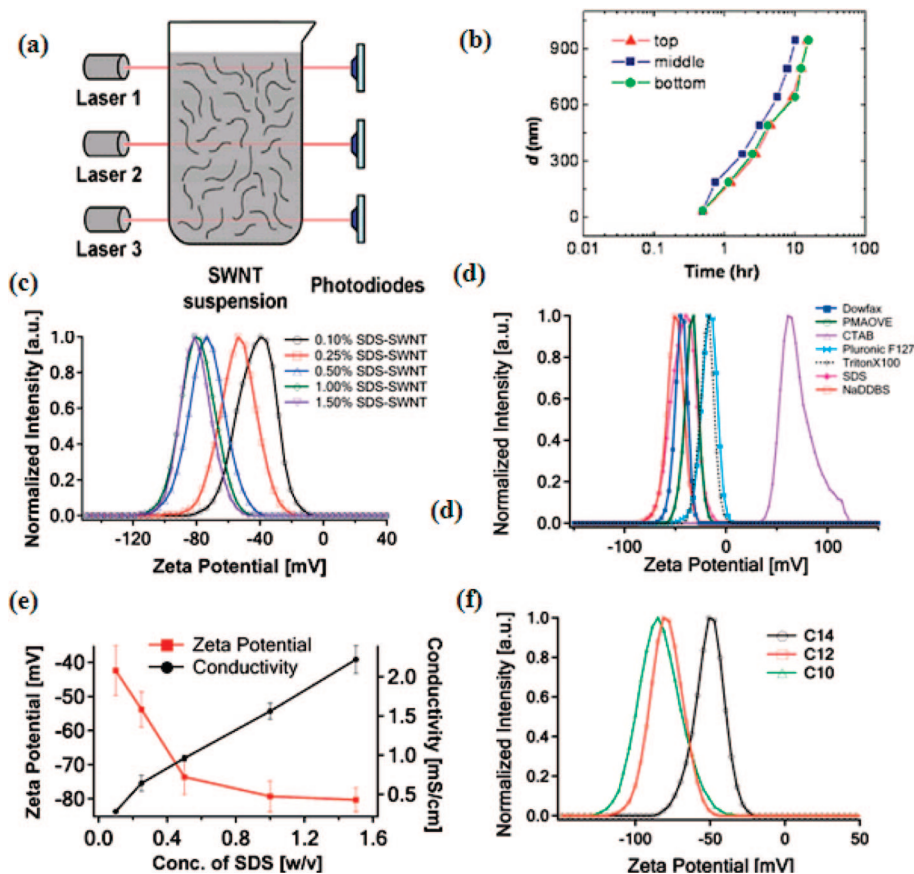 (a)
Laser 1
Laser 2
Laser 3
SWNT
suspension
Photodiodes
(b)
top
middle
bottom
d (nm)
900
600
300
0
0.01
0.1
1
10
100
Time (hr)
(c)
Normalized Intensity [a.u.]
1.0
0.8
0.6
0.4
0.2
0.0
0.10% SDS-SWNT
0.25% SDS-SWNT
0.50% SDS-SWNT
1.00% SDS-SWNT
1.50% SDS-SWNT
-120
-80
-40
0
40
Zeta Potential [mV]
(d)
Normalized Intensity [a.u.]
1.0
0.8
0.6
0.4
0.2
0.0
Dowfax
PMAOVE
CTAB
Pluronic F127
TritonX100
SDS
NaDDBS
-100
0
100
Zeta Potential [mV]
(d)
(e)
Zeta Potential
Conductivity
Zeta Potential [mV]
-40
-50
-60
-70
-80
Conductivity [mS/cm]
2.0
1.5
1.0
0.5
0.0
0.4
0.8
1.2
1.6
Conc. of SDS [w/v]
(f)
Normalized Intensity [a.u.]
1.0
0.8
0.6
0.4
0.2
0.0
C14
C12
C10
-100
-50
0
50
Zeta Potential [mV]